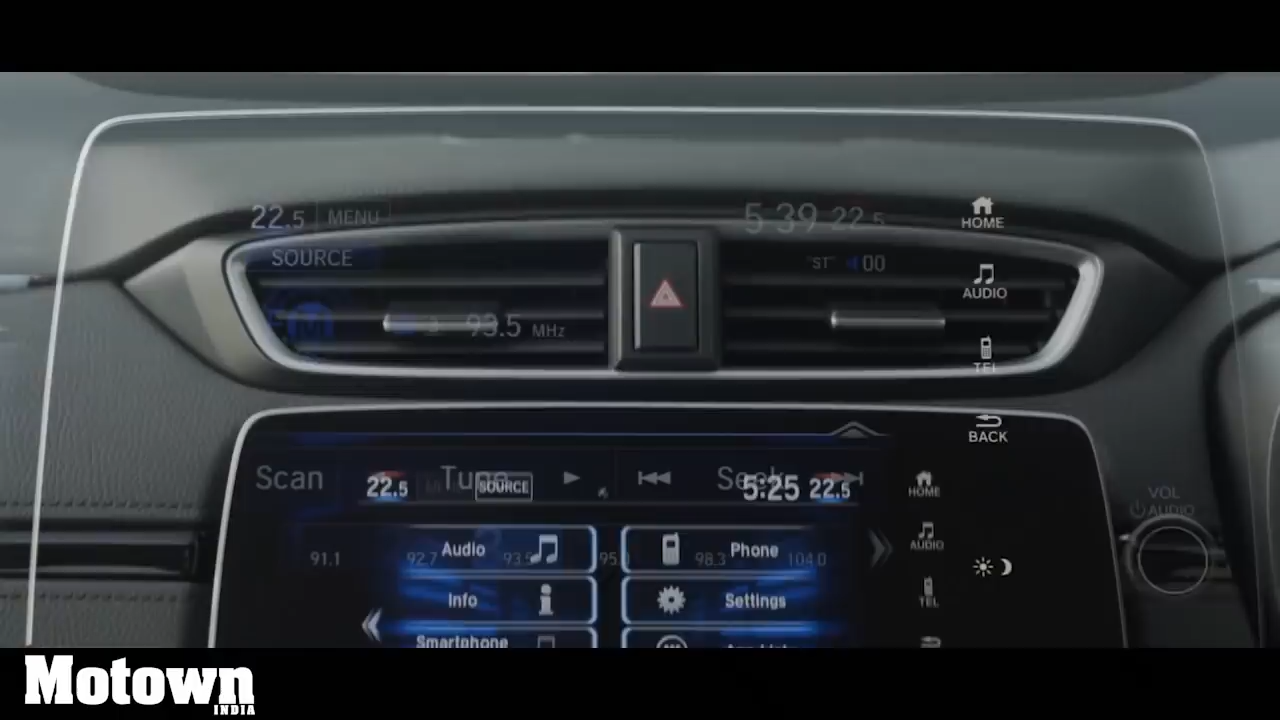 22.5 MENU 5:39 22.5
HOME
SOURCE "ST" 00
AUDIO
FM 93.5 MHz
TEL
BACK
Scan Tune Seek
22.5 SOURCE 5:25 22.5
HOME
VOL
AUDIO
91.1 92.7 93.5 95.0 98.3 104.0
Audio Phone
AUDIO
Info Settings
TEL
Smartphone
Motown
INDIA